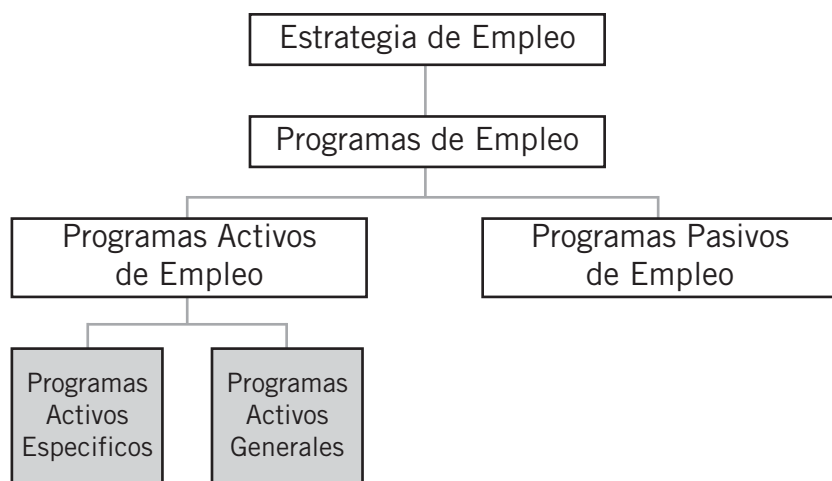 Estrategia de Empleo
Programas de Empleo
Programas Activos
de Empleo
Programas Pasivos
de Empleo
Programas
Activos
Especificos
Programas
Activos
Generales